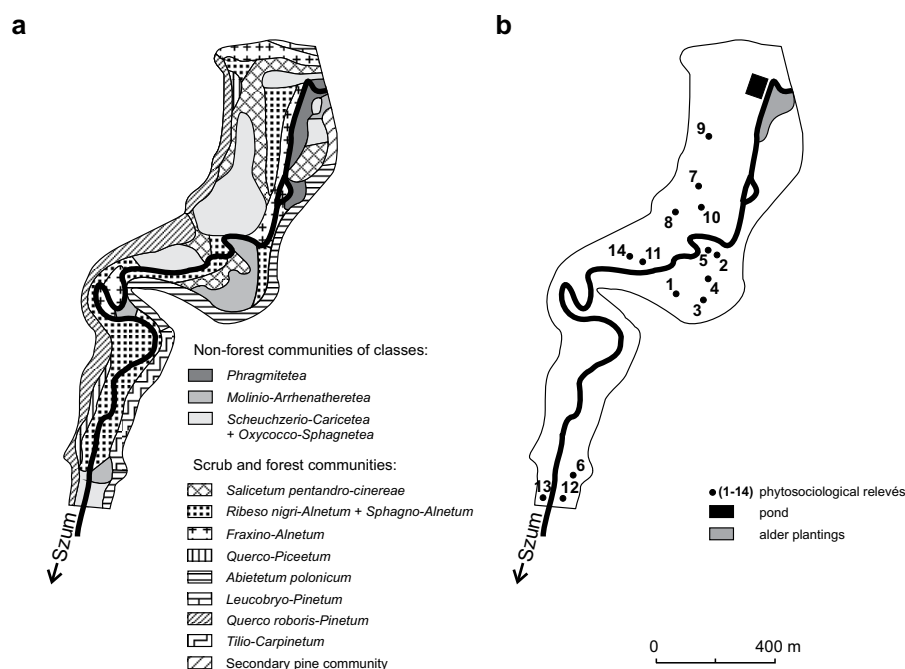 a
Szum
Non-forest communities of classes:
Phragmitetea
Molinio-Arrhenatheretea
Scheuchzerio-Caricetea
+ Oxycocco-Sphagnetea
Scrub and forest communities:
Salicetum pentandro-cinereae
Ribeso nigri-Alnetum + Sphagno-Alnetum
Fraxino-Alnetum
Querco-Piceetum
Abietetum polonicum
Leucobryo-Pinetum
Querco roboris-Pinetum
Tilio-Carpinetum
Secondary pine community
b
9
7
8
10
14
11
5
2
1
4
3
6
13
12
Szum
(1-14) phytosociological relevés
pond
alder plantings
0 400 m